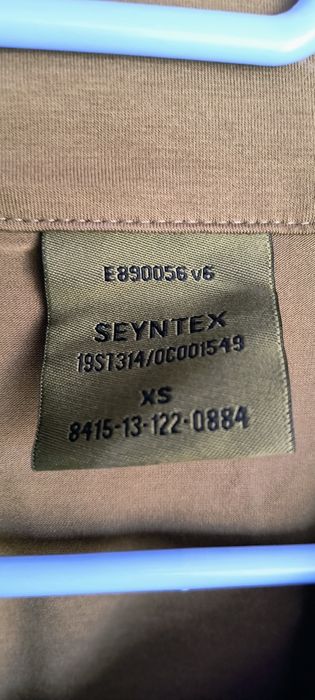 E890056 v6
SEYNTEX
19ST314/0C001549
XS
8415-13-122-0884